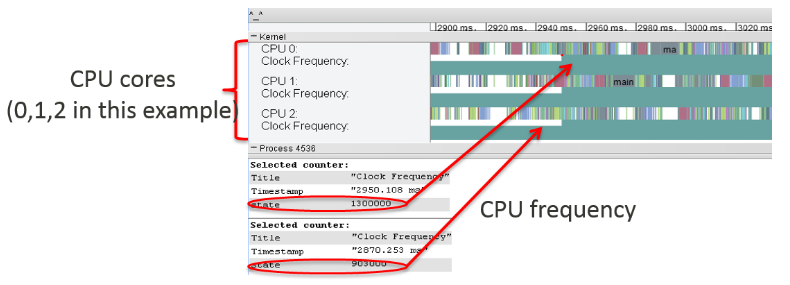 ^_^
2900 ms. 2920 ms. 2940 ms. 2960 ms. 2980 ms. 3000 ms. 3020 ms
− Kernel
CPU 0:
ma
Clock Frequency:
CPU 1:
main
Clock Frequency:
CPU 2:
Clock Frequency:
CPU cores
(0,1,2 in this example)
− Process 4536
Selected counter:
Title "Clock Frequency"
Timestamp "2950.108 ms"
state 1300000
Selected counter:
Title "Clock Frequency"
Timestamp "2870.253 ms"
state 903000
CPU frequency